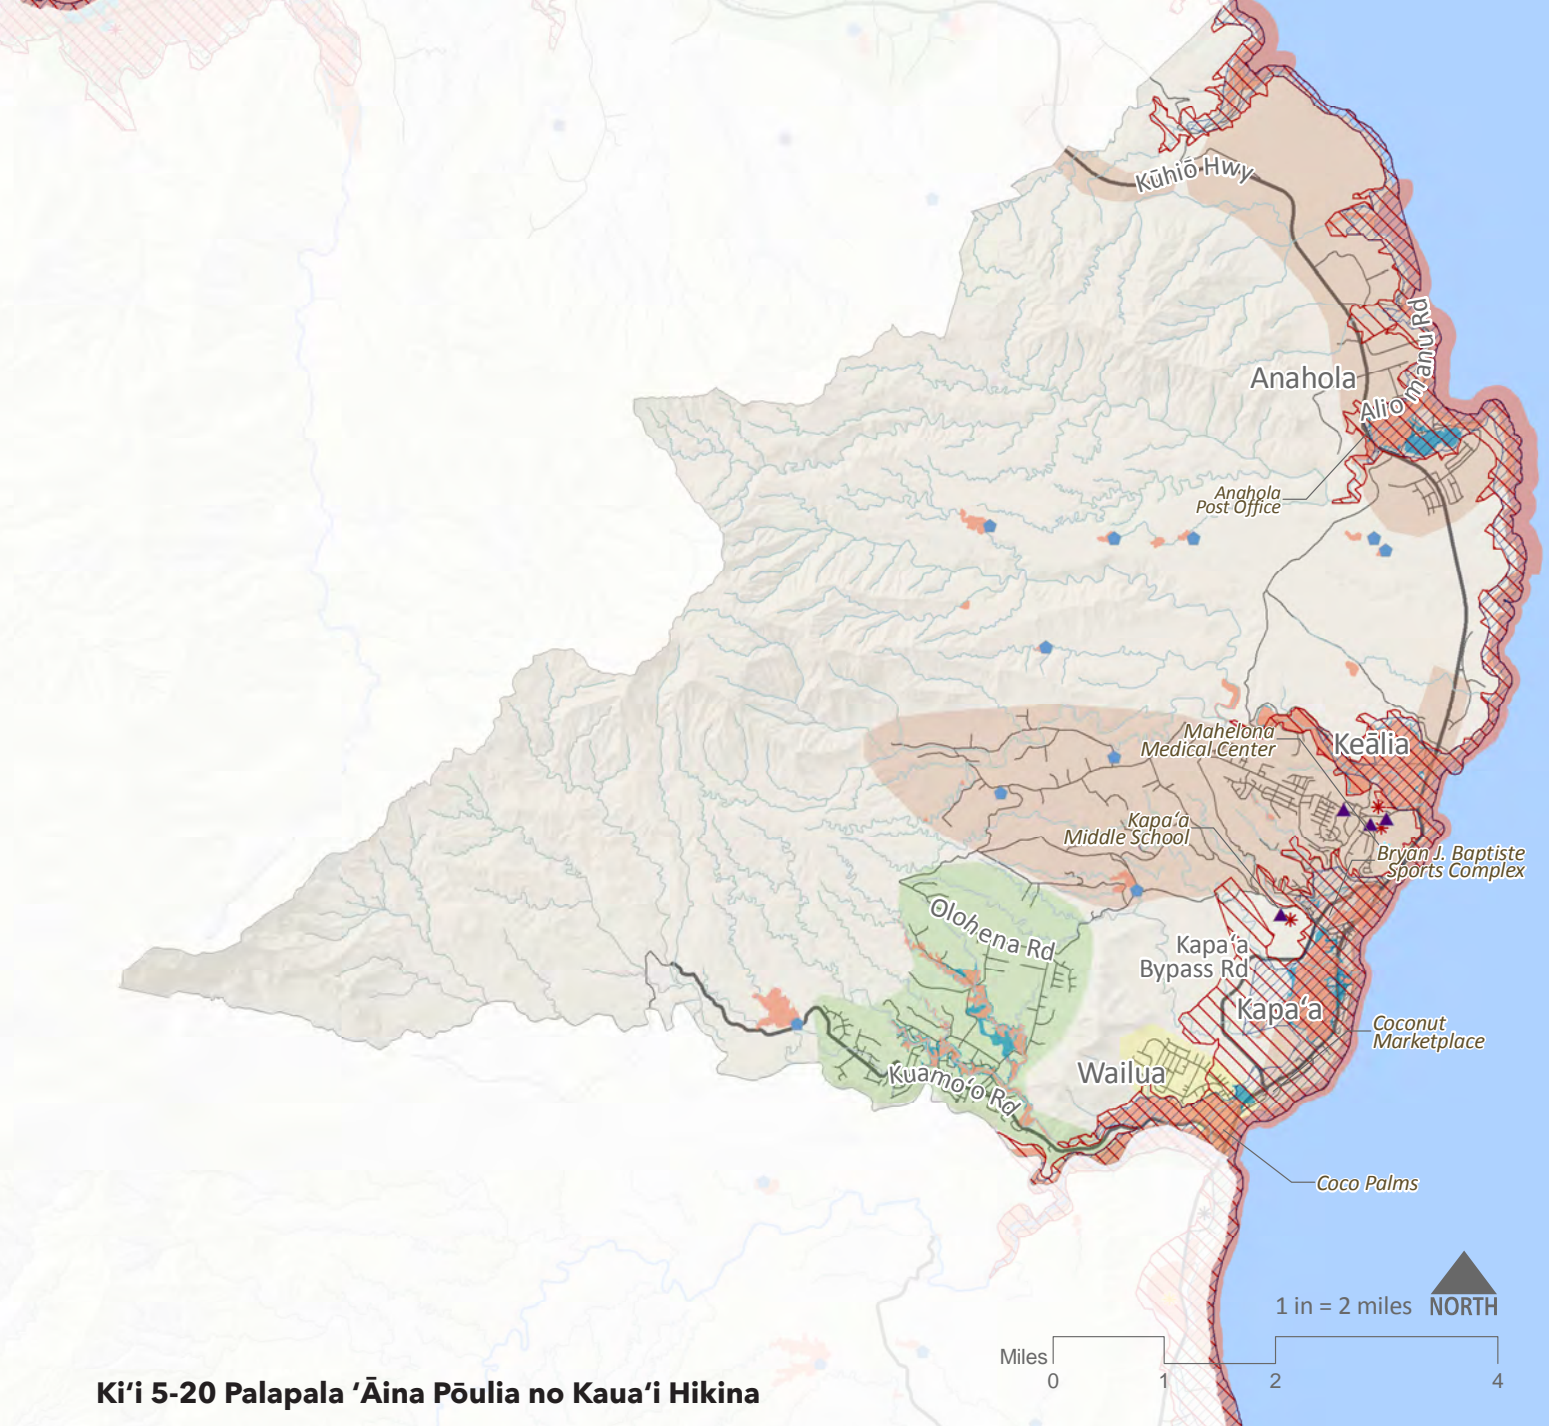 Kūhiō Hwy
Aliomanu Rd
Anahola
Anahola
Post Office
Mahelona
Medical Center
Keālia
Kapaʻa
Middle School
Bryan J. Baptiste
Sports Complex
Olohena Rd
Kapaʻa
Bypass Rd
Kapaʻa
Coconut
Marketplace
Wailua
Kuamoʻo Rd
Coco Palms
1 in = 2 miles
NORTH
Miles
0 1 2 4
Kiʻi 5-20 Palapala ʻĀina Pōulia no Kauaʻi Hikina